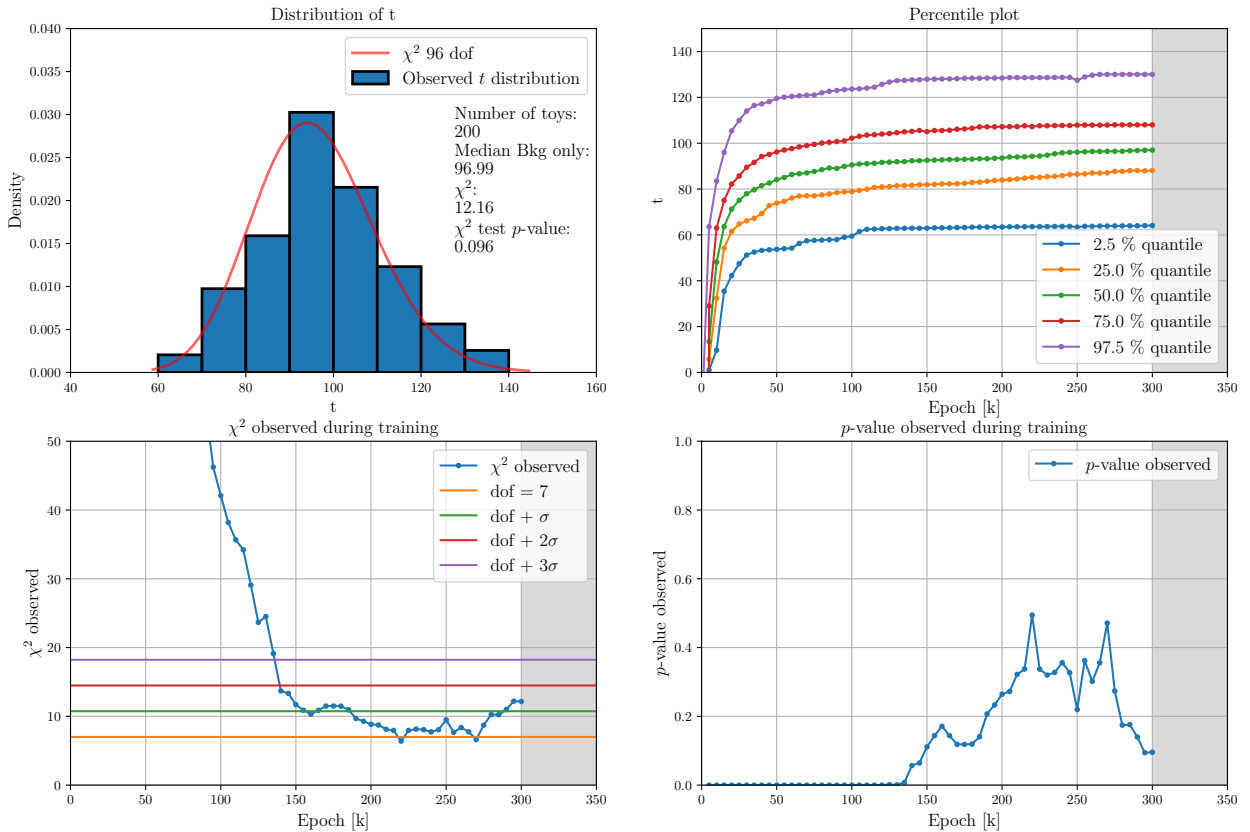 Distribution of t
0.040
0.035
0.030
0.025
0.020
0.015
0.010
0.005
0.000
Density
40
60
80
100
120
140
160
t
χ² 96 dof
Observed t distribution
Number of toys:
200
Median Bkg only:
96.99
χ²:
12.16
χ² test p-value:
0.096
Percentile plot
140
120
100
80
60
40
20
0
t
0
50
100
150
200
250
300
350
Epoch [k]
2.5 % quantile
25.0 % quantile
50.0 % quantile
75.0 % quantile
97.5 % quantile
χ² observed during training
50
40
30
20
10
0
χ² observed
0
50
100
150
200
250
300
350
Epoch [k]
χ² observed
dof = 7
dof + σ
dof + 2σ
dof + 3σ
p-value observed during training
1.0
0.8
0.6
0.4
0.2
0.0
p-value observed
0
50
100
150
200
250
300
350
Epoch [k]
p-value observed